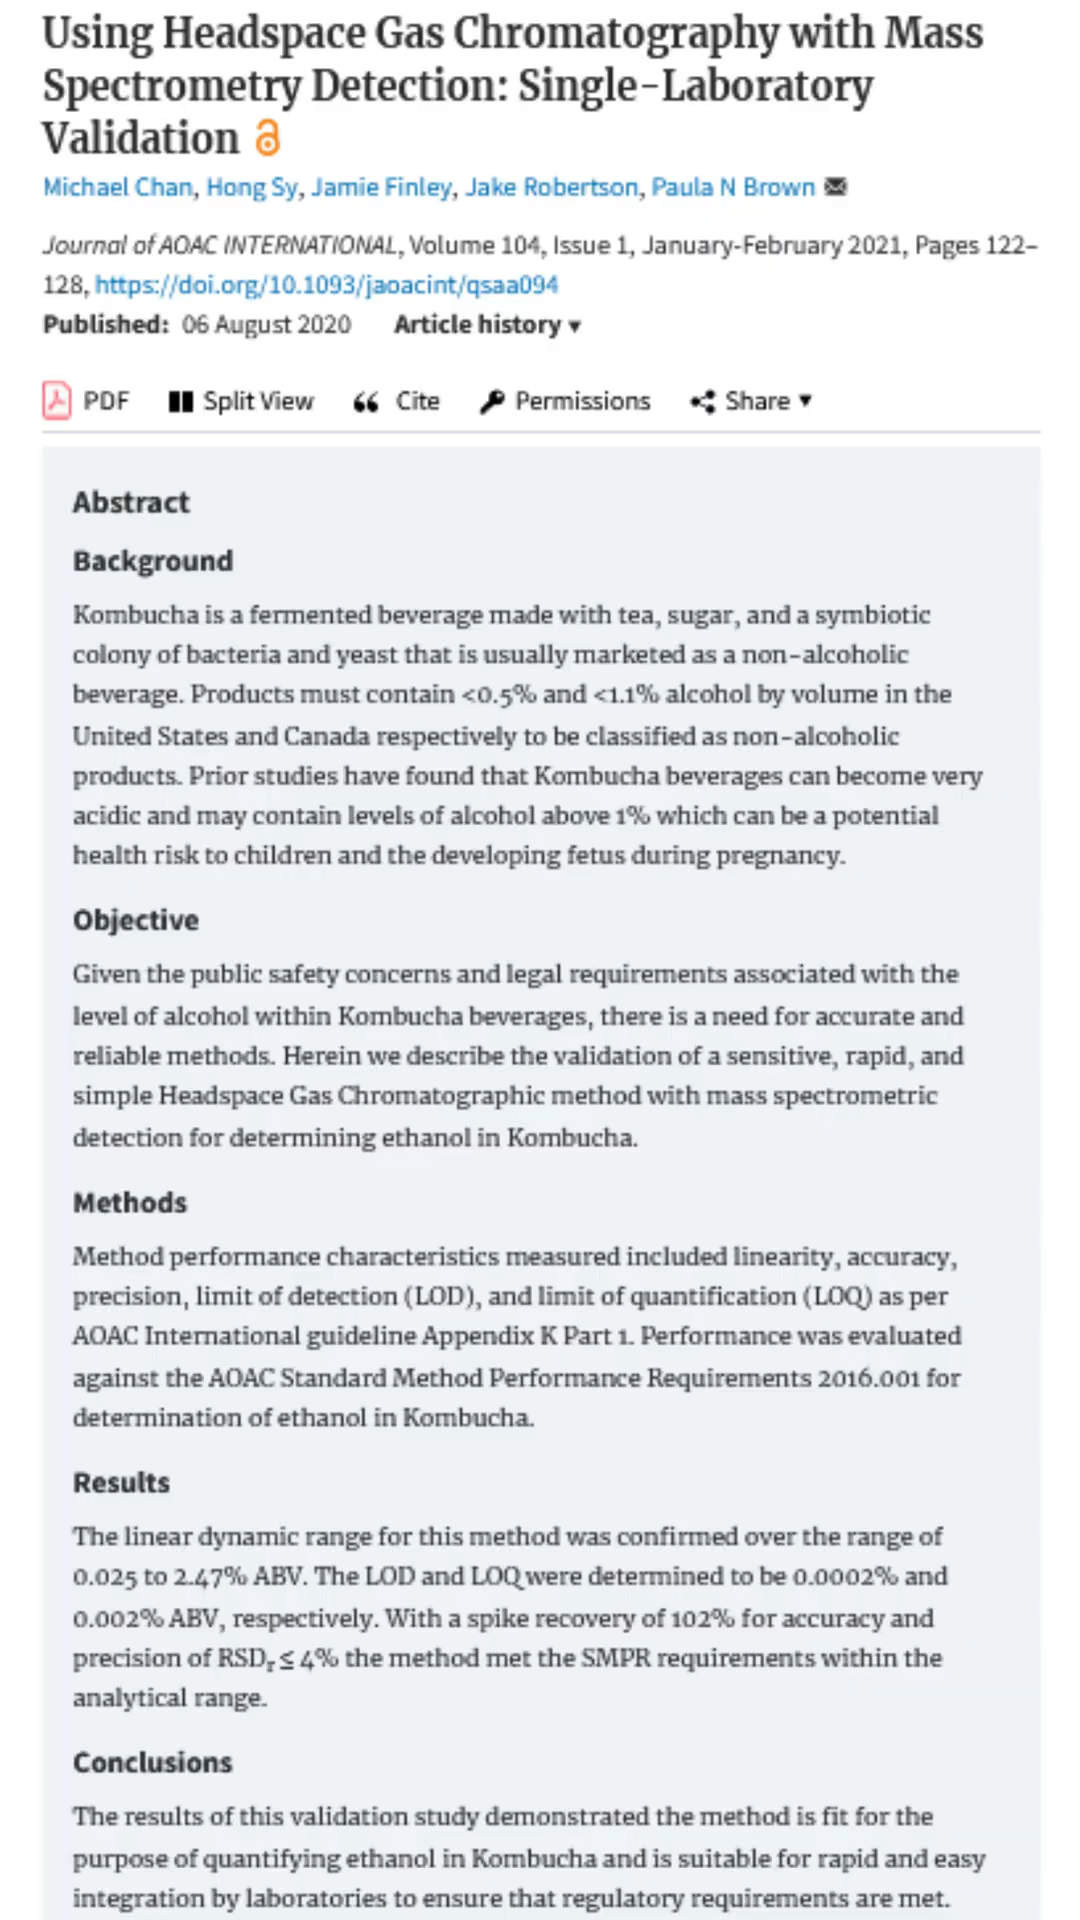 Using Headspace Gas Chromatography with Mass
Spectrometry Detection: Single-Laboratory
Validation
Michael Chan, Hong Sy, Jamie Finley, Jake Robertson, Paula N Brown
Journal of AOAC INTERNATIONAL, Volume 104, Issue 1, January-February 2021, Pages 122–
128, https://doi.org/10.1093/jaoacint/qsaa094
Published: 06 August 2020 Article history ▾
PDF Split View Cite Permissions Share ▾
Abstract
Background
Kombucha is a fermented beverage made with tea, sugar, and a symbiotic
colony of bacteria and yeast that is usually marketed as a non-alcoholic
beverage. Products must contain <0.5% and <1.1% alcohol by volume in the
United States and Canada respectively to be classified as non-alcoholic
products. Prior studies have found that Kombucha beverages can become very
acidic and may contain levels of alcohol above 1% which can be a potential
health risk to children and the developing fetus during pregnancy.
Objective
Given the public safety concerns and legal requirements associated with the
level of alcohol within Kombucha beverages, there is a need for accurate and
reliable methods. Herein we describe the validation of a sensitive, rapid, and
simple Headspace Gas Chromatographic method with mass spectrometric
detection for determining ethanol in Kombucha.
Methods
Method performance characteristics measured included linearity, accuracy,
precision, limit of detection (LOD), and limit of quantification (LOQ) as per
AOAC International guideline Appendix K Part 1. Performance was evaluated
against the AOAC Standard Method Performance Requirements 2016.001 for
determination of ethanol in Kombucha.
Results
The linear dynamic range for this method was confirmed over the range of
0.025 to 2.47% ABV. The LOD and LOQ were determined to be 0.0002% and
0.002% ABV, respectively. With a spike recovery of 102% for accuracy and
precision of RSDr ≤ 4% the method met the SMPR requirements within the
analytical range.
Conclusions
The results of this validation study demonstrated the method is fit for the
purpose of quantifying ethanol in Kombucha and is suitable for rapid and easy
integration by laboratories to ensure that regulatory requirements are met.